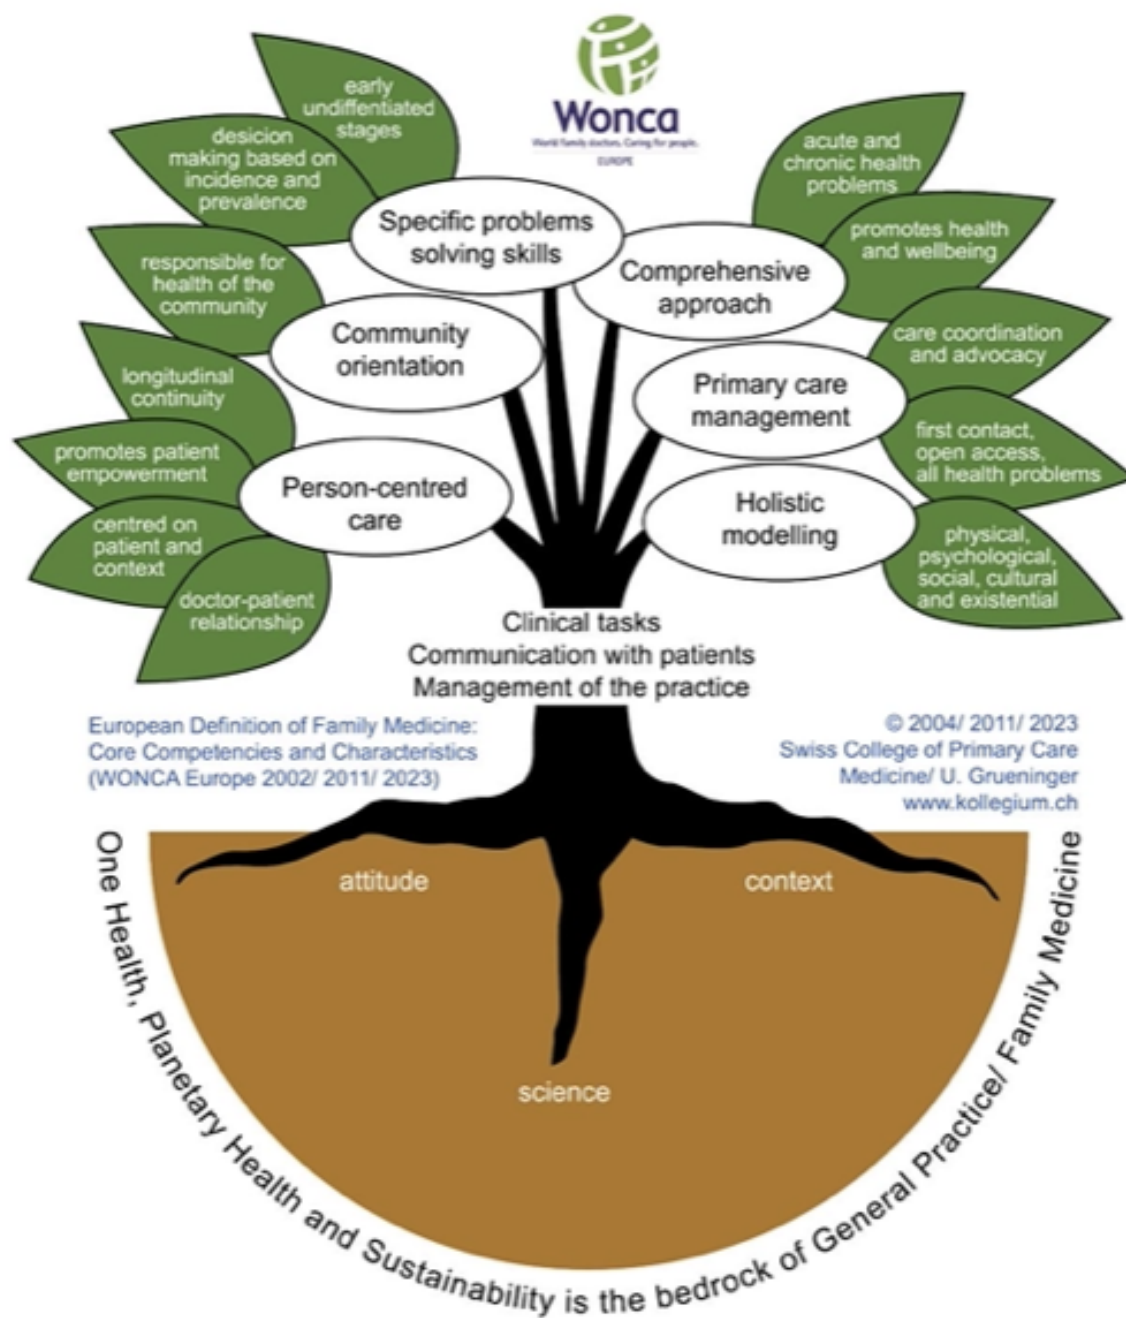 Wonca
World family doctors. Caring for people.
EUROPE
early
undiffentiated
stages
desicion
making based on
incidence and
prevalence
responsible for
health of the
community
longitudinal
continuity
promotes patient
empowerment
centred on
patient and
context
doctor-patient
relationship
acute and
chronic health
problems
promotes health
and wellbeing
care coordination
and advocacy
first contact,
open access,
all health problems
physical,
psychological,
social, cultural
and existential
Specific problems
solving skills
Comprehensive
approach
Community
orientation
Primary care
management
Person-centred
care
Holistic
modelling
Clinical tasks
Communication with patients
Management of the practice
European Definition of Family Medicine:
Core Competencies and Characteristics
(WONCA Europe 2002/ 2011/ 2023)
© 2004/ 2011/ 2023
Swiss College of Primary Care
Medicine/ U. Grueninger
www.kollegium.ch
attitude
context
science
One Health, Planetary Health and Sustainability is the bedrock of General Practice/ Family Medicine